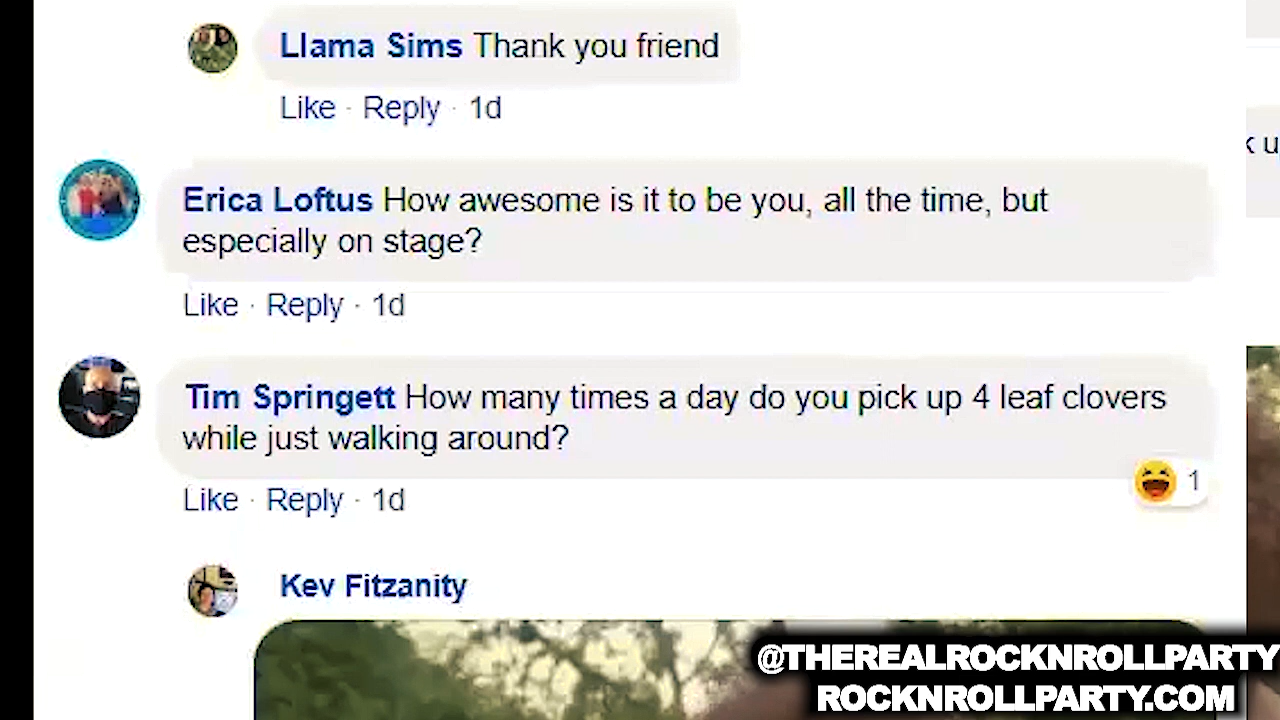 Llama Sims Thank you friend
Like · Reply · 1d
Erica Loftus How awesome is it to be you, all the time, but
especially on stage?
Like · Reply · 1d
Tim Springett How many times a day do you pick up 4 leaf clovers
while just walking around?
1
Like · Reply · 1d
Kev Fitzanity
@THEREALROCKNROLLPARTY
ROCKNROLLPARTY.COM